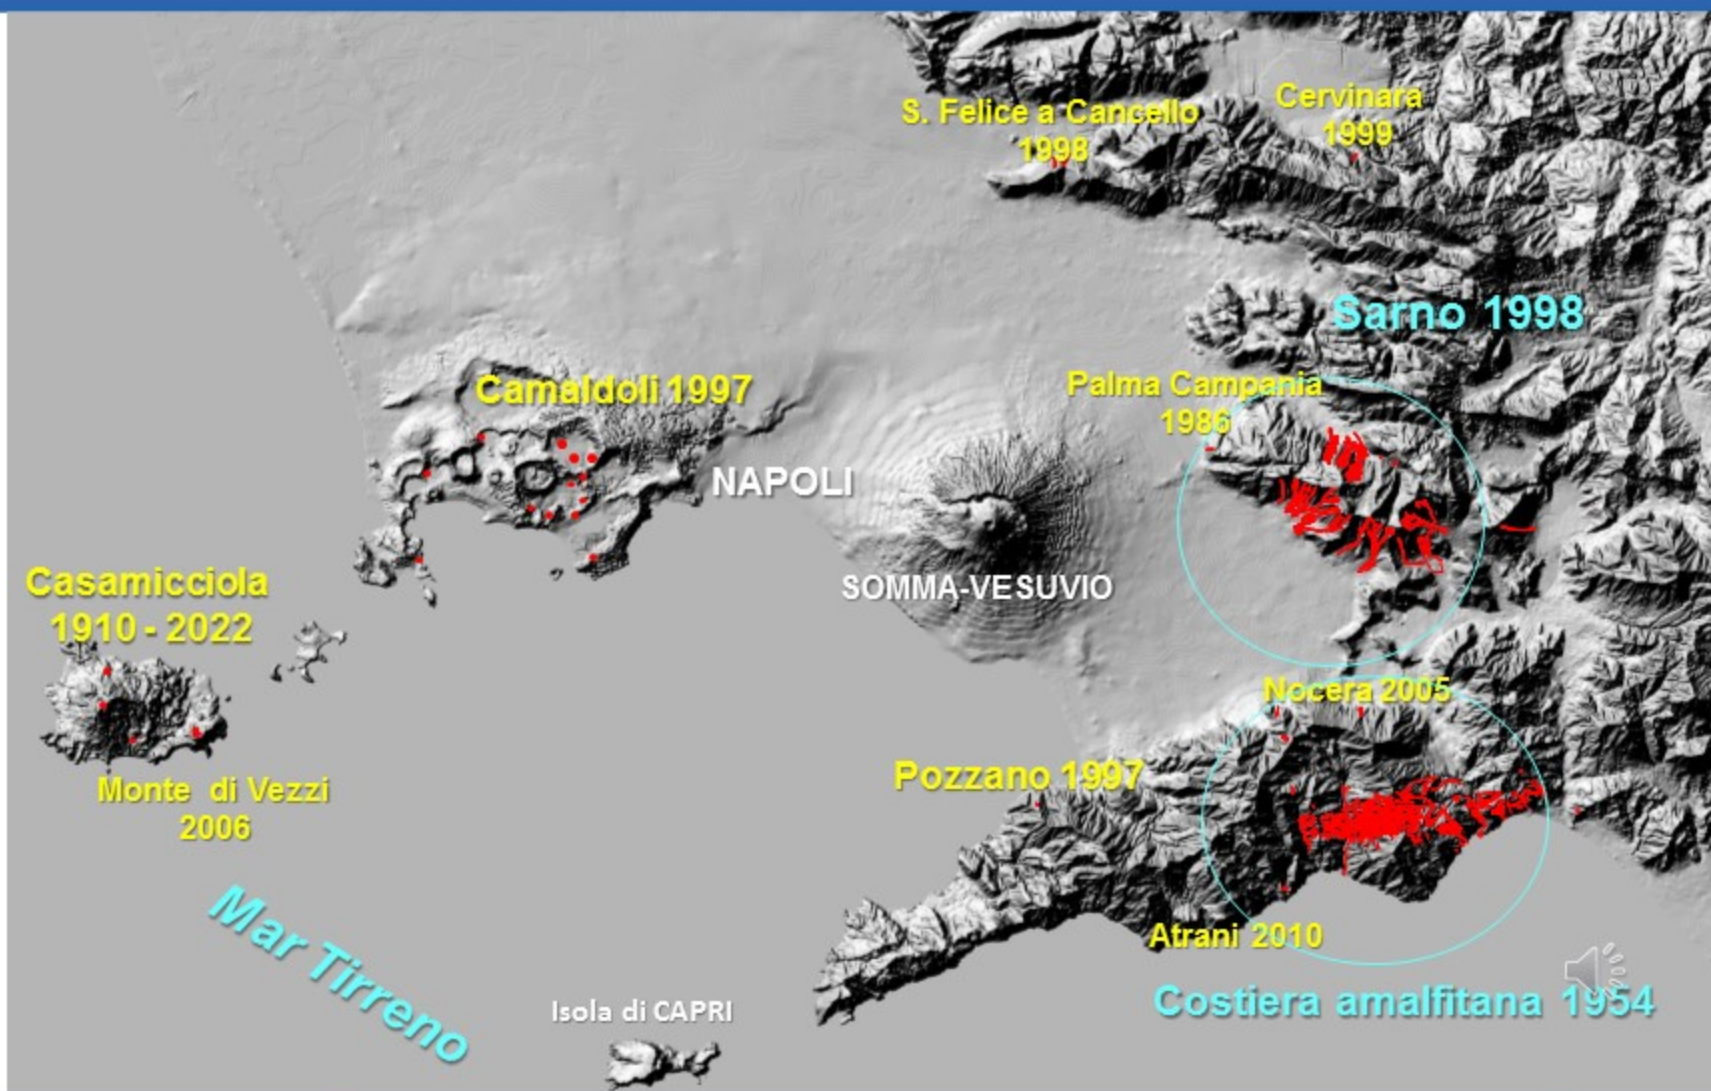 S. Felice a Cancello
1998
Cervinara
1999
Sarno 1998
Camaldoli 1997
Palma Campania
1986
NAPOLI
SOMMA-VESUVIO
Casamicciola
1910 - 2022
Nocera 2005
Monte di Vezzi
2006
Pozzano 1997
Mar Tirreno
Atrani 2010
Isola di CAPRI
Costiera amalfitana 1954